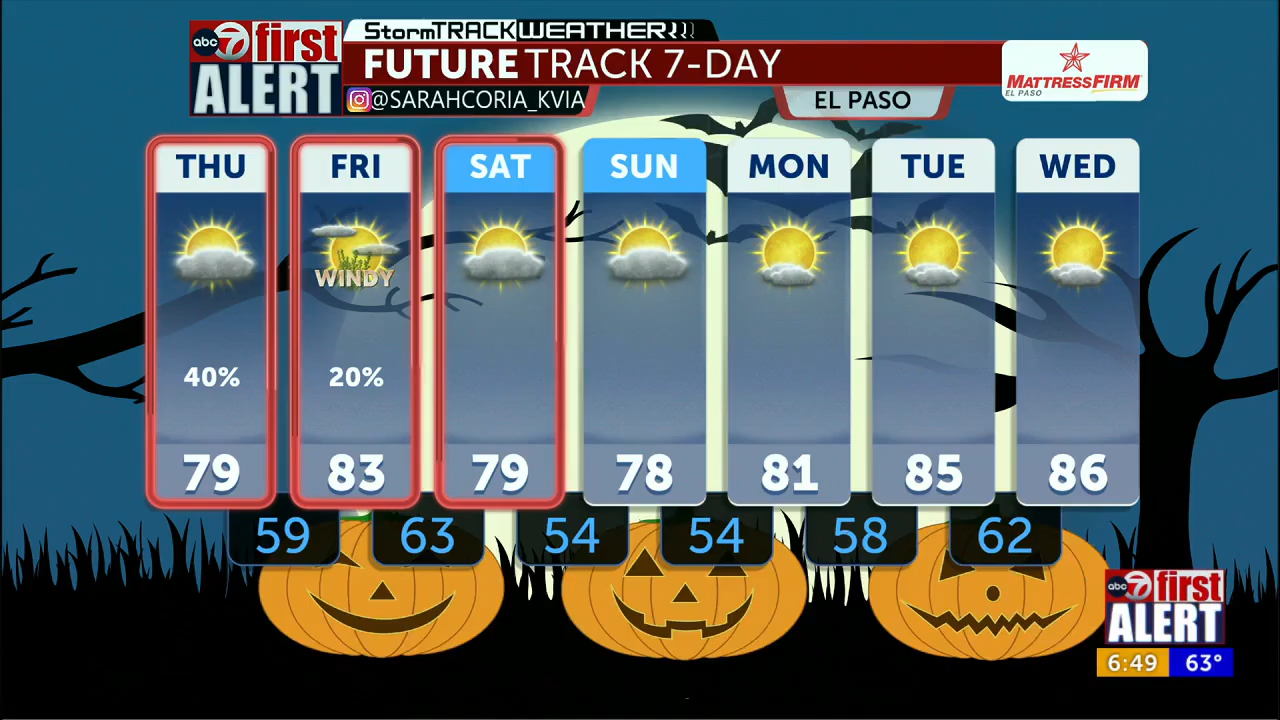 abc 7 first
ALERT
StormTRACKWEATHER
FUTURE TRACK 7-DAY
@SARAHCORIA_KVIA
EL PASO
MATTRESSFIRM
EL PASO
THU FRI SAT SUN MON TUE WED
WINDY
40% 20%
79 83 79 78 81 85 86
59 63 54 54 58 62
abc 7 first
ALERT
6:49 63°